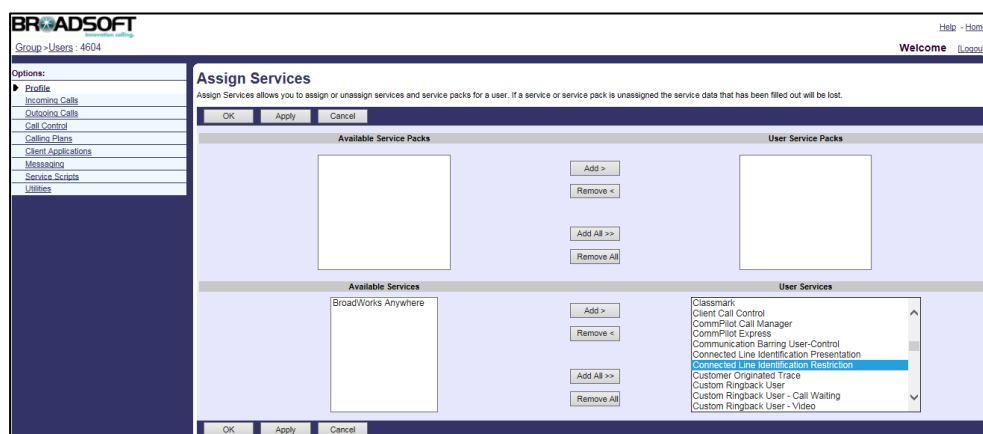 BROADSOFT
innovation calling.
Help - Home
Group >Users : 4604
Welcome [Logout
Options:
Profile
Incoming Calls
Outgoing Calls
Call Control
Calling Plans
Client Applications
Messaging
Service Scripts
Utilities
Assign Services
Assign Services allows you to assign or unassign services and service packs for a user. If a service or service pack is unassigned the service data that has been filled out will be lost.
OK Apply Cancel
Available Service Packs User Service Packs
Add >
Remove <
Add All >>
Remove All
Available Services User Services
BroadWorks Anywhere
Add >
Remove <
Add All >>
Remove All
Classmark
Client Call Control
CommPilot Call Manager
CommPilot Express
Communication Barring User-Control
Connected Line Identification Presentation
Connected Line Identification Restriction
Customer Originated Trace
Custom Ringback User
Custom Ringback User - Call Waiting
Custom Ringback User - Video
OK Apply Cancel